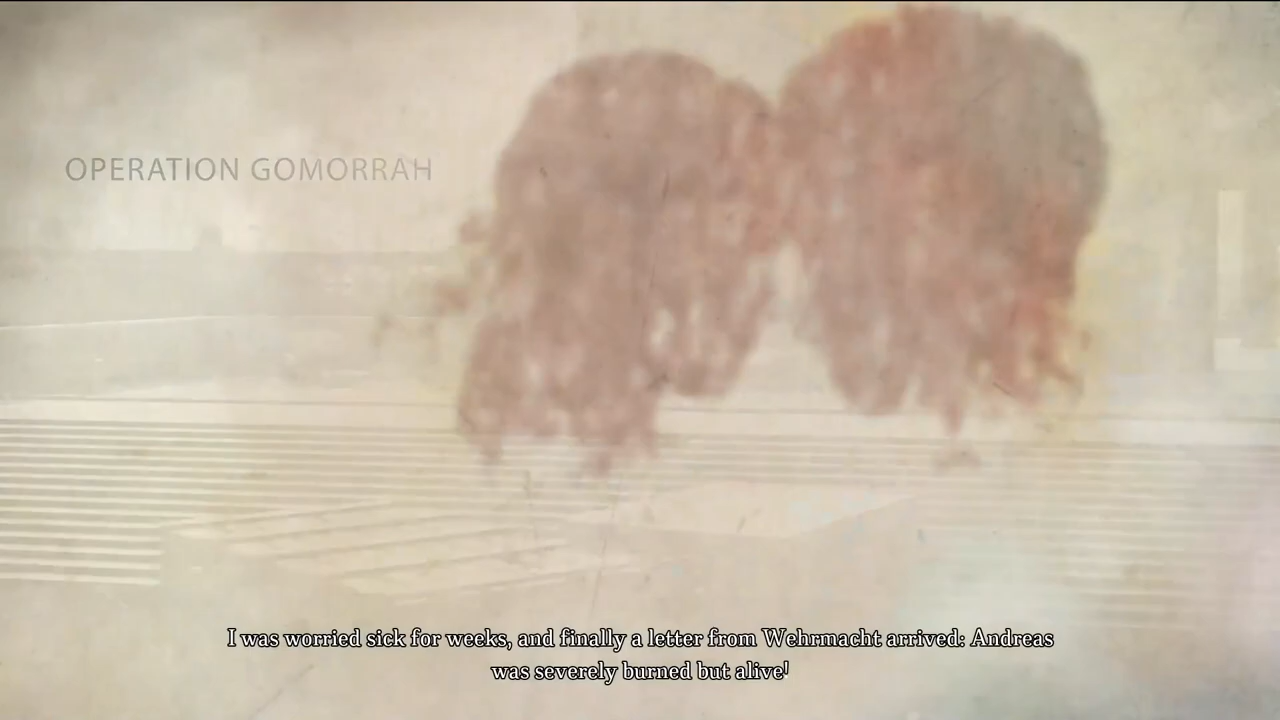 OPERATION GOMORRAH
I was worried sick for weeks, and finally a letter from Wehrmacht arrived: Andreas
was severely burned but alive!